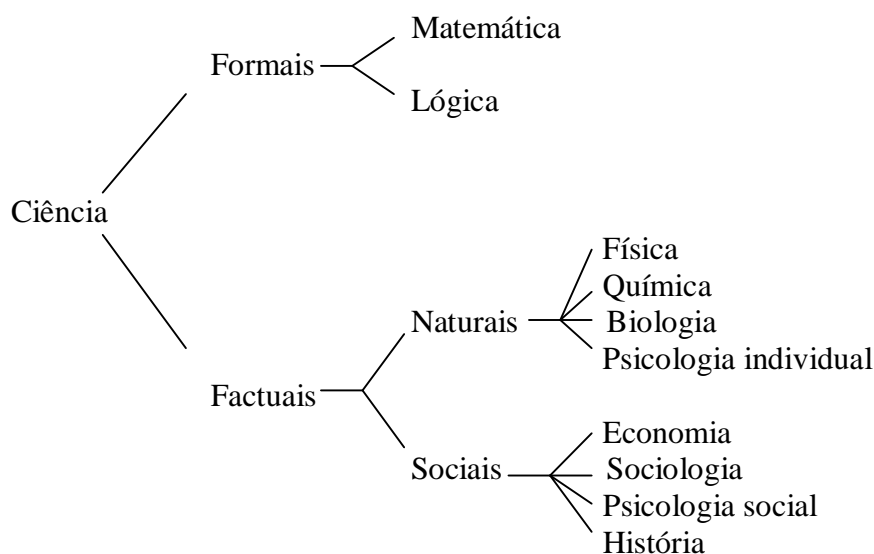 Matemática
Formais
Lógica
Ciência
Física
Química
Naturais
Biologia
Psicologia individual
Factuais
Economia
Sociais
Sociologia
Psicologia social
História